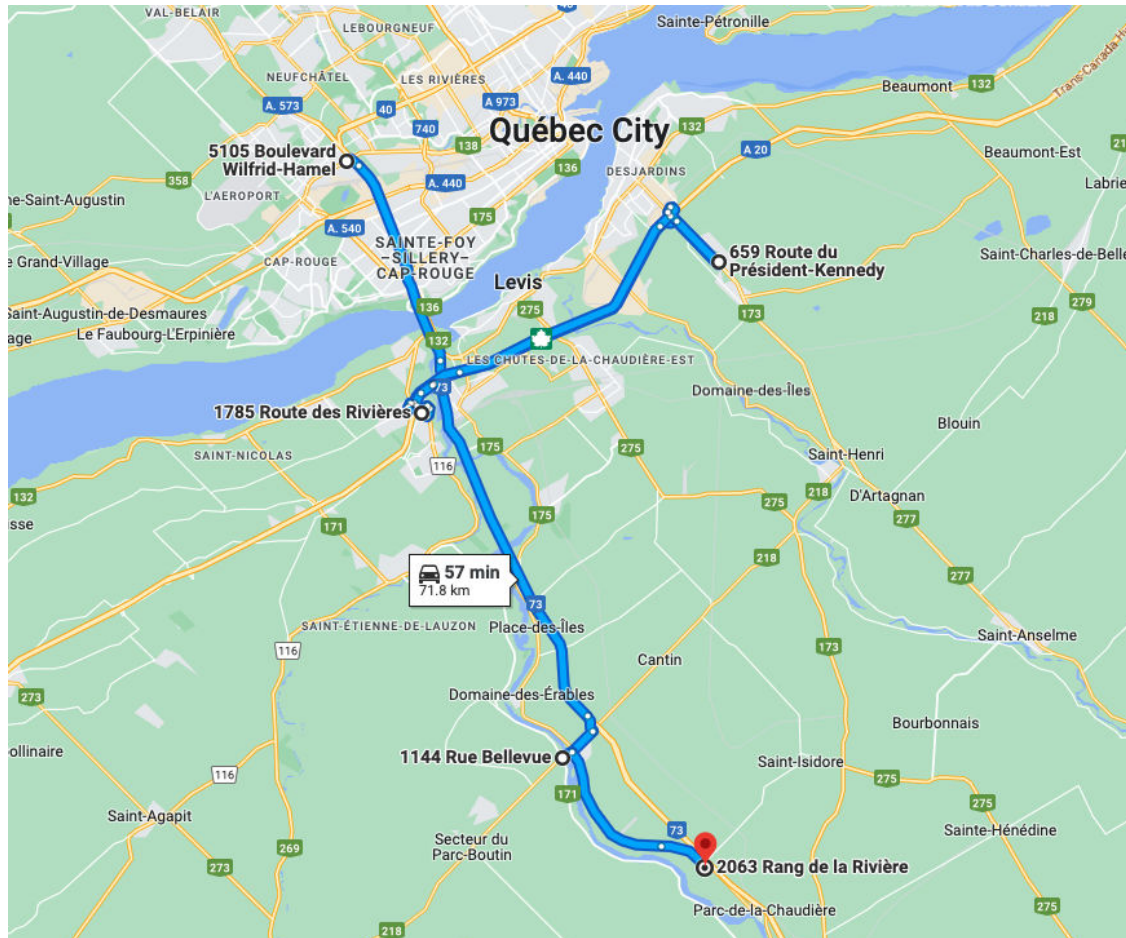 VAL-BELAIR
LEBOURGNEUF
40
Sainte-Pétronille
NEUFCHÂTEL
LES RIVIÈRES
A. 440
A. 573
40
A 973
Beaumont
132
Trans-Canada
740
Québec City
132
138
A 20
5105 Boulevard
Wilfrid-Hamel
136
Beaumont-Est
358
A. 440
DESJARDINS
L'AEROPORT
175
ne-Saint-Augustin
A. 540
SAINTE-FOY
–SILLERY–
CAP-ROUGE
CAP-ROUGE
659 Route du
Président-Kennedy
e Grand-Village
Saint-Charles-de-Belle
Levis
136
275
279
Saint-Augustin-de-Desmaures
173
218
age
Le Faubourg-L'Erpinière
132
LES CHUTES-DE-LA-CHAUDIÈRE-EST
73
Domaine-des-Îles
1785 Route des Rivières
Blouin
SAINT-NICOLAS
175
275
116
Saint-Henri
132
218
D'Artagnan
275
sse
171
175
277
218
57 min
71.8 km
277
73
SAINT-ÉTIENNE-DE-LAUZON
Place-des-Îles
Saint-Anselme
116
173
Cantin
273
Domaine-des-Érables
Bourbonnais
ollinaire
1144 Rue Bellevue
116
Saint-Isidore
275
171
275
Saint-Agapit
73
Sainte-Hénédine
Secteur du
Parc-Boutin
269
273
2063 Rang de la Rivière
275
Parc-de-la-Chaudière
218